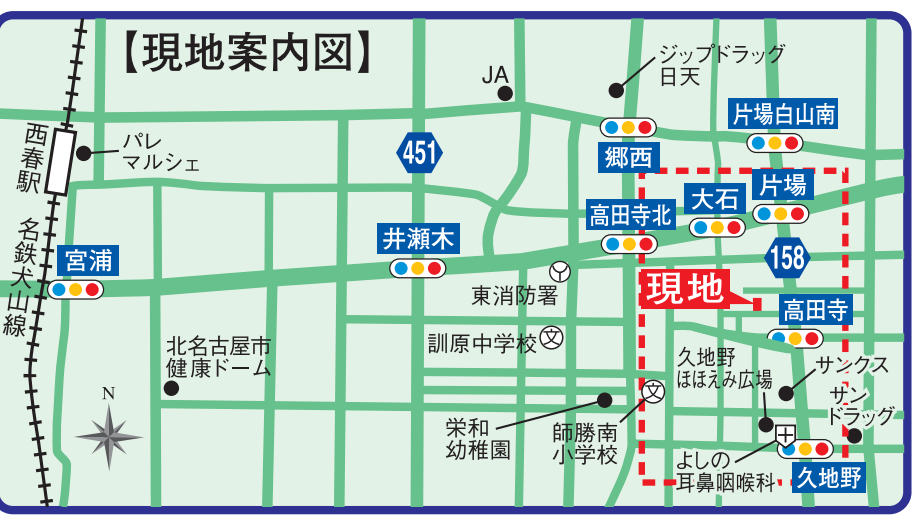 【現地案内図】
JA
ジップドラッグ
日天
片場白山南
西春駅
パレ
マルシェ
451
郷西
片場
大石
高田寺北
名鉄犬山線
宮浦
井瀬木
158
東消防署
現地
高田寺
訓原中学校
文
北名古屋市
健康ドーム
久地野
ほほえみ広場
サンクス
N
サン
ドラッグ
文
栄和
幼稚園
師勝南
小学校
よしの
耳鼻咽喉科
久地野